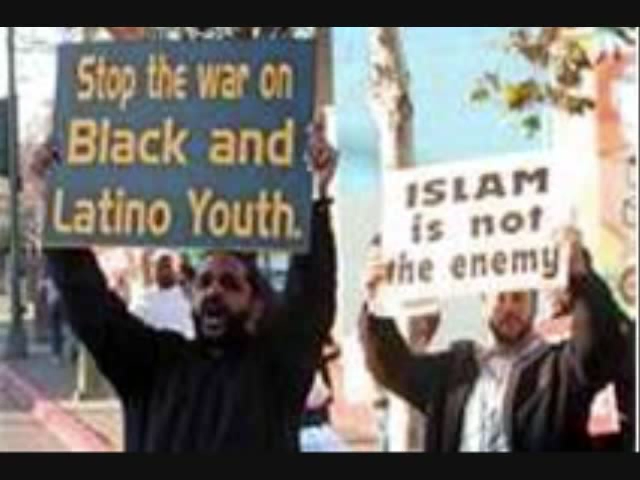 Stop the war on
Black and
Latino Youth.
ISLAM
is not
the enemy